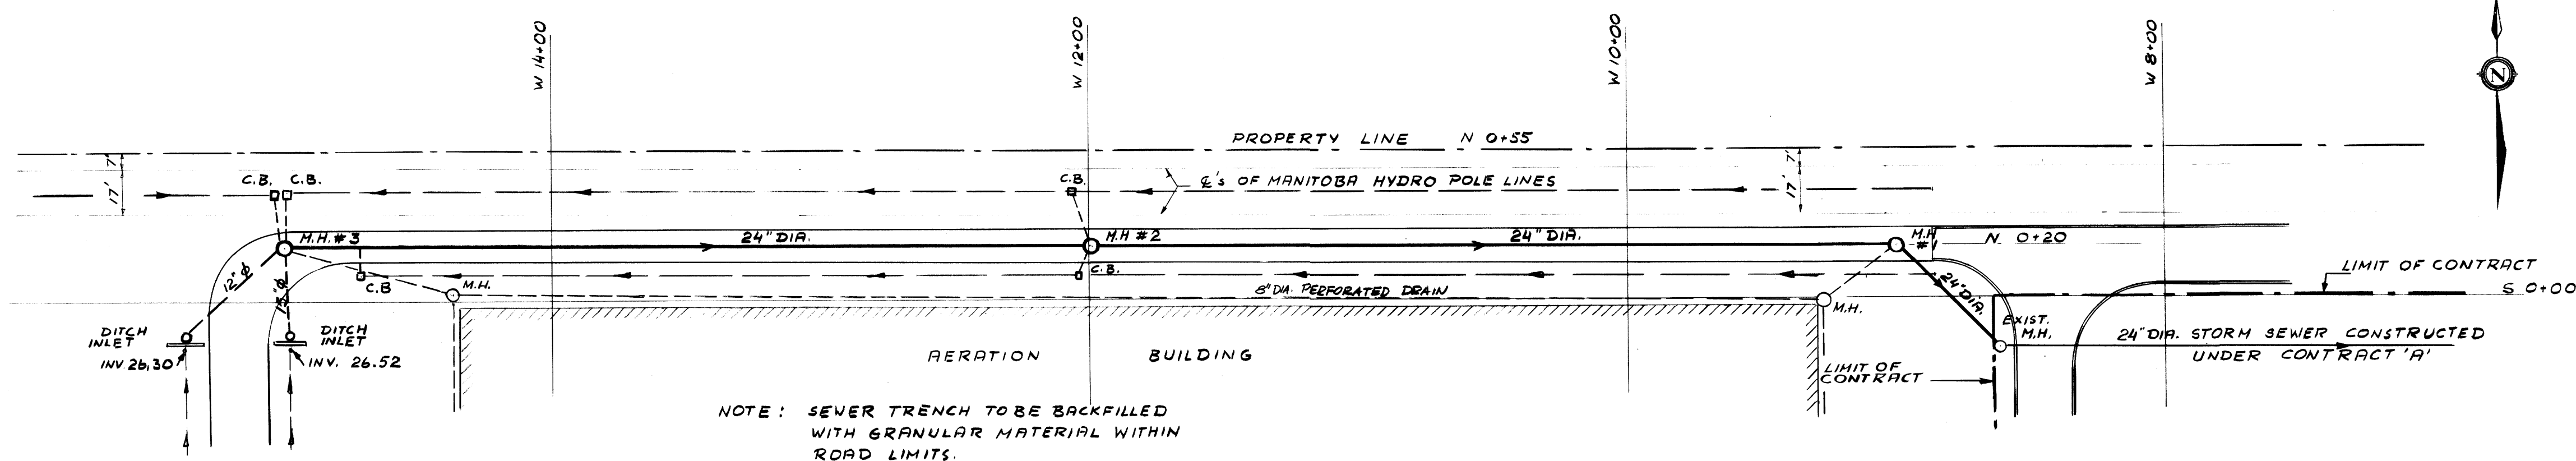 W 14+00
W 12+00
W 10+00
W 8+00
N
PROPERTY LINE N 0+55
7'
17'
7'
17'
C.B. C.B.
C.B.
℄'s OF MANITOBA HYDRO POLE LINES
M.H. # 3
24" DIA.
M.H #2
24" DIA.
M.H
#
N 0+20
12" φ
C.B
M.H.
C.B.
8" DIA. PERFORATED DRAIN
M.H.
24" DIA.
LIMIT OF CONTRACT
S 0+00
EXIST.
M.H.
DITCH
INLET
INV. 26.30
DITCH
INLET
INV. 26.52
AERATION BUILDING
24" DIA. STORM SEWER CONSTRUCTED
UNDER CONTRACT 'A'
LIMIT OF
CONTRACT
NOTE: SEWER TRENCH TO BE BACKFILLED
WITH GRANULAR MATERIAL WITHIN
ROAD LIMITS.